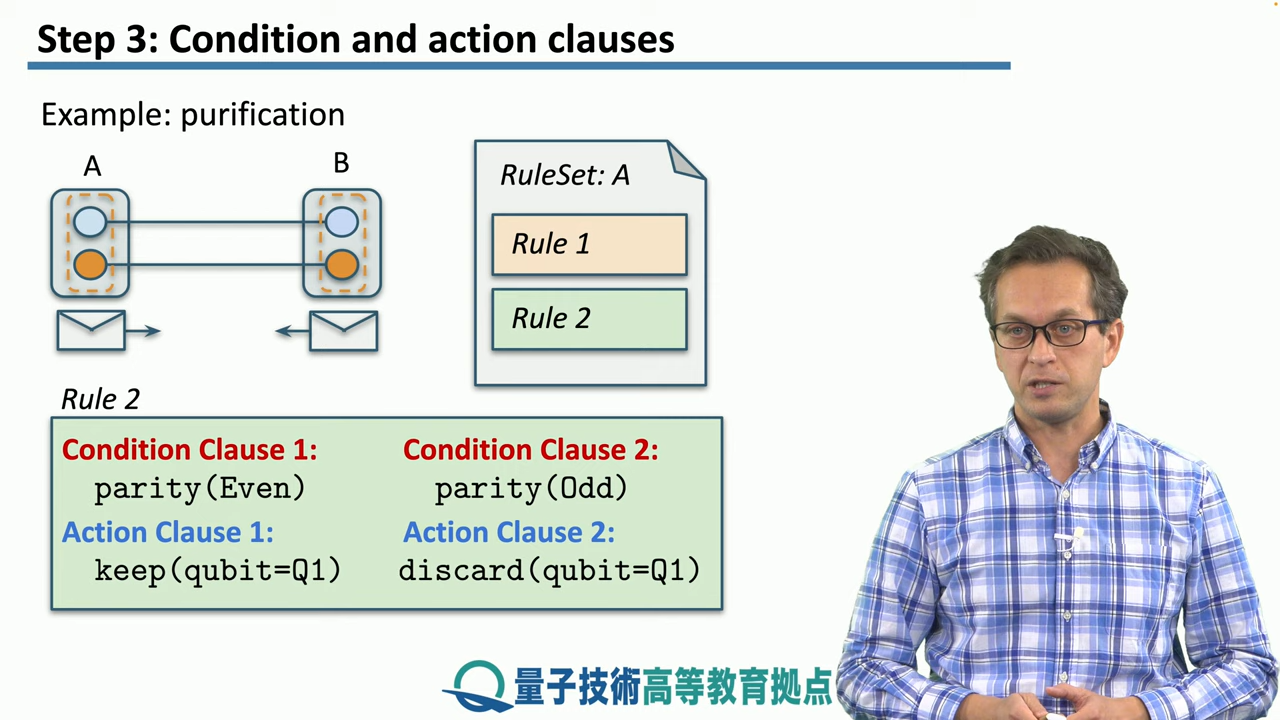 Step 3: Condition and action clauses
Example: purification
A
B
RuleSet: A
Rule 1
Rule 2
Rule 2
Condition Clause 1:
parity(Even)
Action Clause 1:
keep(qubit=Q1)
Condition Clause 2:
parity(Odd)
Action Clause 2:
discard(qubit=Q1)
量子技術高等教育拠点